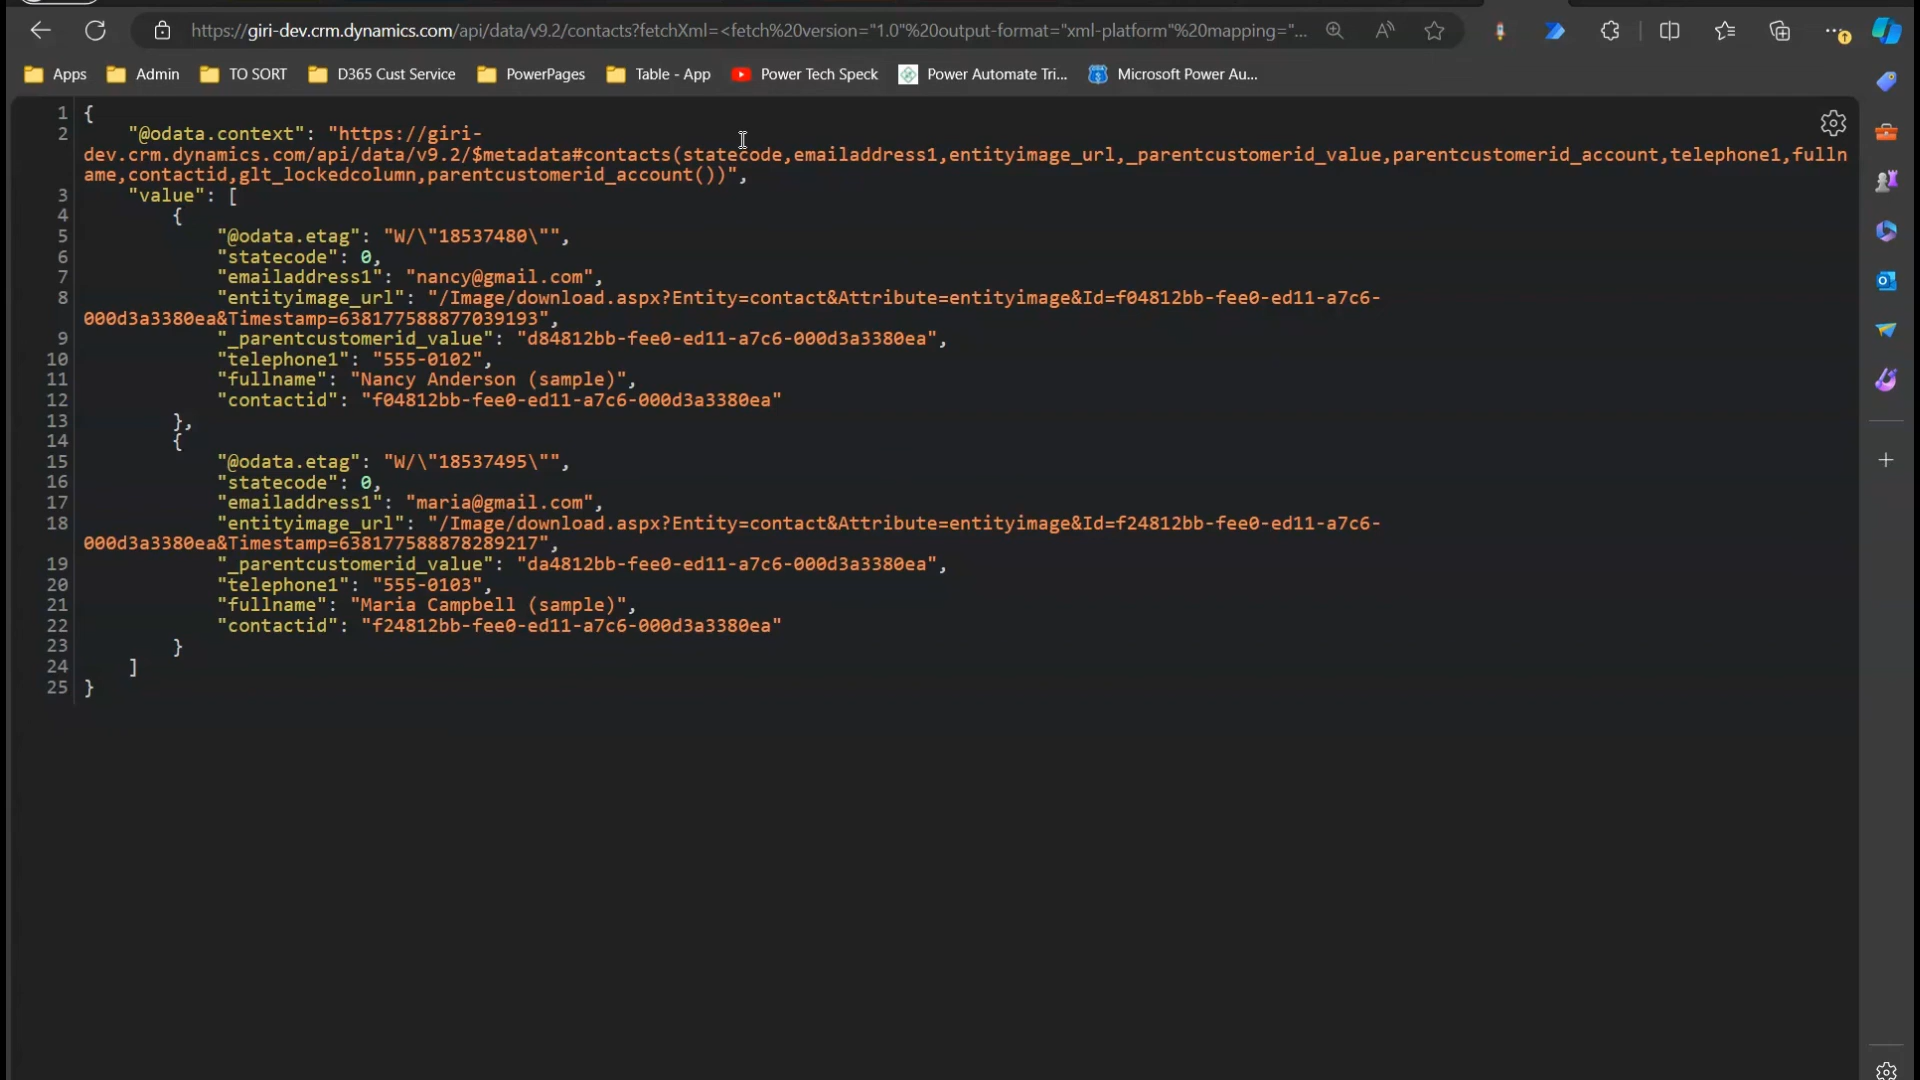 https://giri-dev.crm.dynamics.com/api/data/v9.2/contacts?fetchXml=<fetch%20version="1.0"%20output-format="xml-platform"%20mapping="...
Apps Admin TO SORT D365 Cust Service PowerPages Table - App Power Tech Speck Power Automate Tri... Microsoft Power Au...
1 {
2 "@odata.context": "https://giri-
dev.crm.dynamics.com/api/data/v9.2/$metadata#contacts(statecode,emailaddress1,entityimage_url,_parentcustomerid_value,parentcustomerid_account,telephone1,fulln
ame,contactid,glt_lockedcolumn,parentcustomerid_account())",
3 "value": [
4 {
5 "@odata.etag": "W/\"18537480\"",
6 "statecode": 0,
7 "emailaddress1": "nancy@gmail.com",
8 "entityimage_url": "/Image/download.aspx?Entity=contact&Attribute=entityimage&Id=f04812bb-fee0-ed11-a7c6-
000d3a3380ea&Timestamp=638177588877039193",
9 "_parentcustomerid_value": "d84812bb-fee0-ed11-a7c6-000d3a3380ea",
10 "telephone1": "555-0102",
11 "fullname": "Nancy Anderson (sample)",
12 "contactid": "f04812bb-fee0-ed11-a7c6-000d3a3380ea"
13 },
14 {
15 "@odata.etag": "W/\"18537495\"",
16 "statecode": 0,
17 "emailaddress1": "maria@gmail.com",
18 "entityimage_url": "/Image/download.aspx?Entity=contact&Attribute=entityimage&Id=f24812bb-fee0-ed11-a7c6-
000d3a3380ea&Timestamp=638177588878289217",
19 "_parentcustomerid_value": "da4812bb-fee0-ed11-a7c6-000d3a3380ea",
20 "telephone1": "555-0103",
21 "fullname": "Maria Campbell (sample)",
22 "contactid": "f24812bb-fee0-ed11-a7c6-000d3a3380ea"
23 }
24 ]
25 }